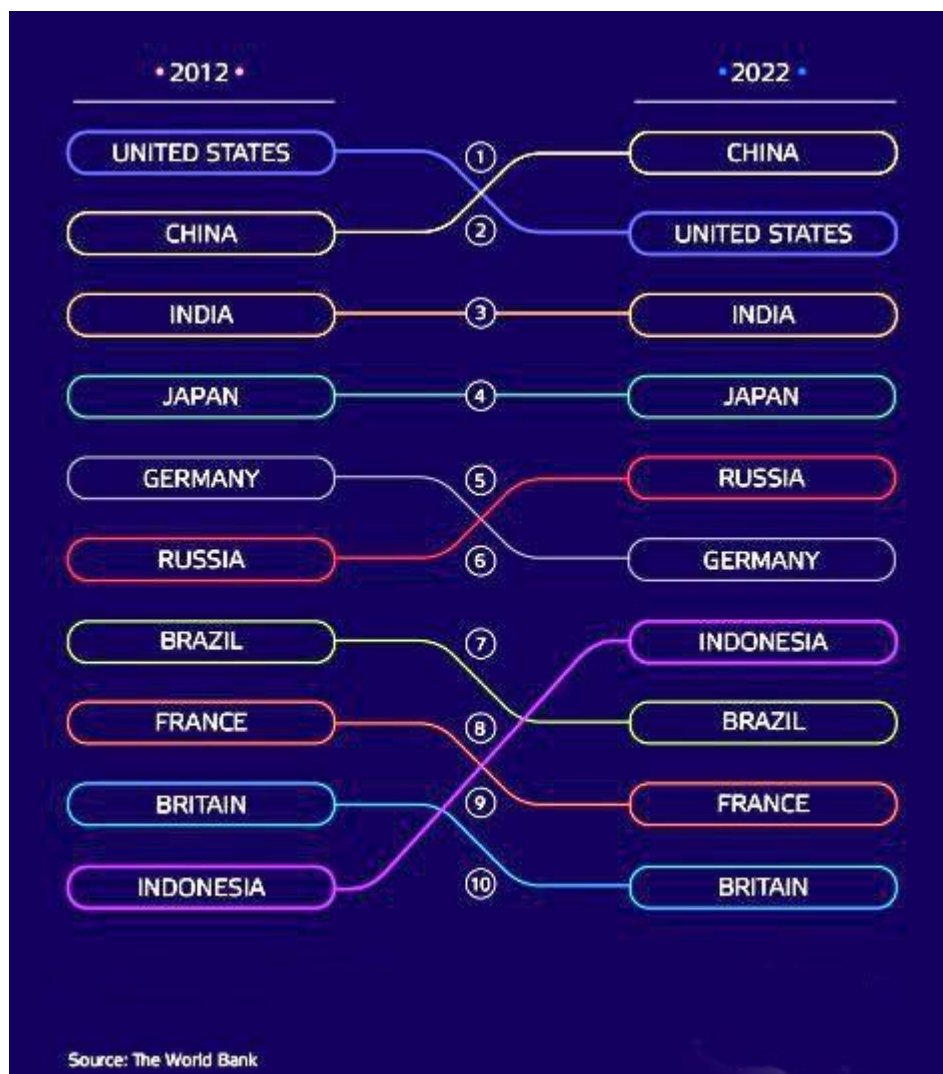 • 2012 •
• 2022 •
UNITED STATES
1
CHINA
CHINA
2
UNITED STATES
INDIA
3
INDIA
JAPAN
4
JAPAN
GERMANY
5
RUSSIA
RUSSIA
6
GERMANY
BRAZIL
7
INDONESIA
FRANCE
8
BRAZIL
BRITAIN
9
FRANCE
INDONESIA
10
BRITAIN
Source: The World Bank